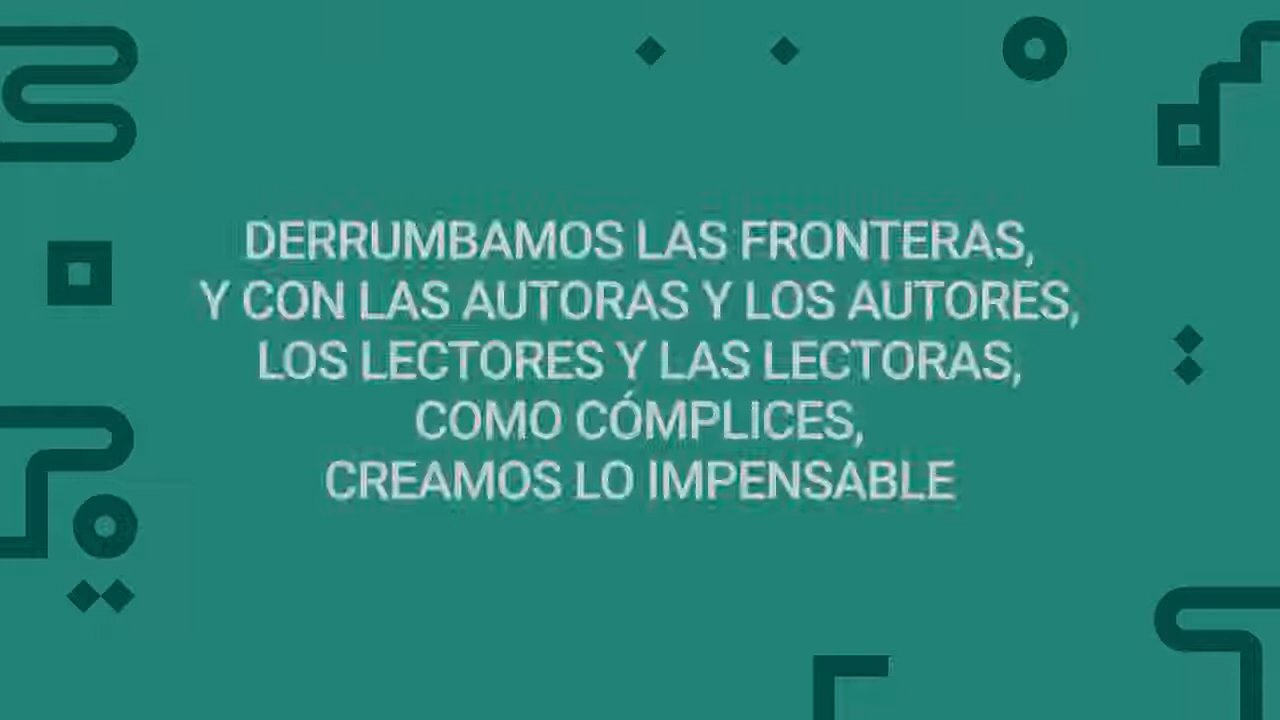 DERRUMBAMOS LAS FRONTERAS,
Y CON LAS AUTORAS Y LOS AUTORES,
LOS LECTORES Y LAS LECTORAS,
COMO CÓMPLICES,
CREAMOS LO IMPENSABLE